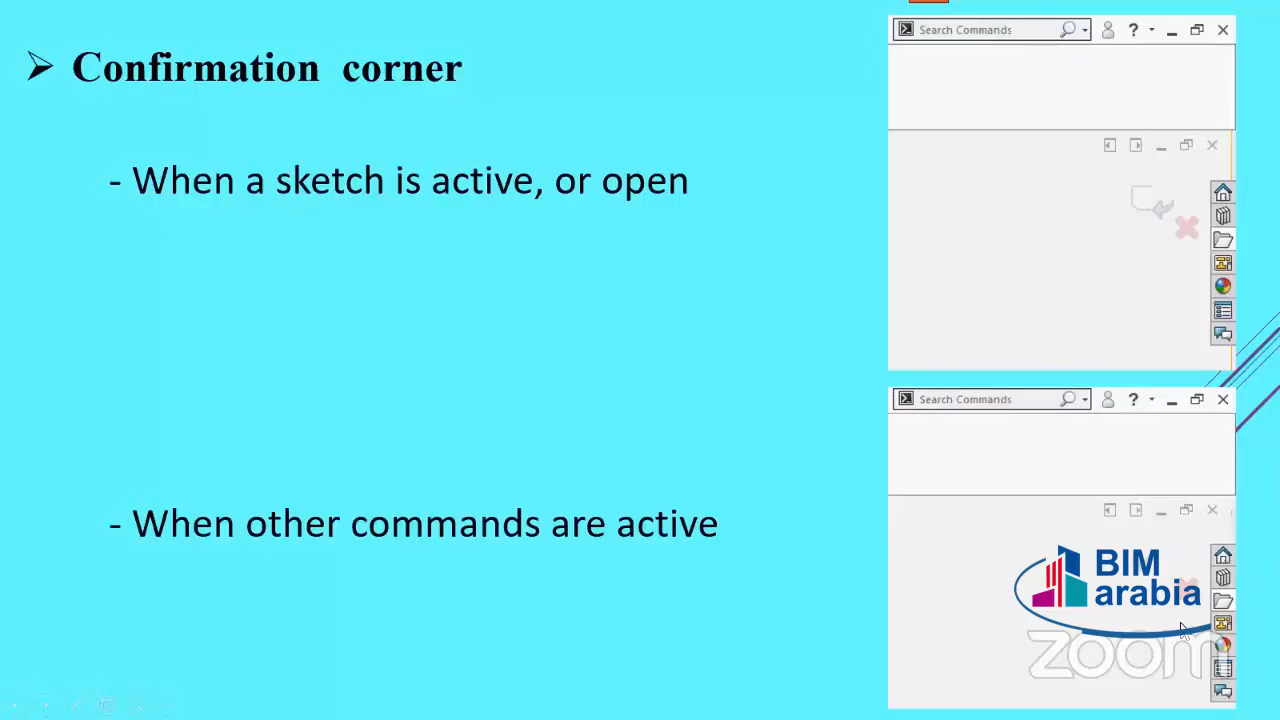 Confirmation corner
- When a sketch is active, or open
- When other commands are active
Search Commands
?
Search Commands
?
BIM
arabia
zoom